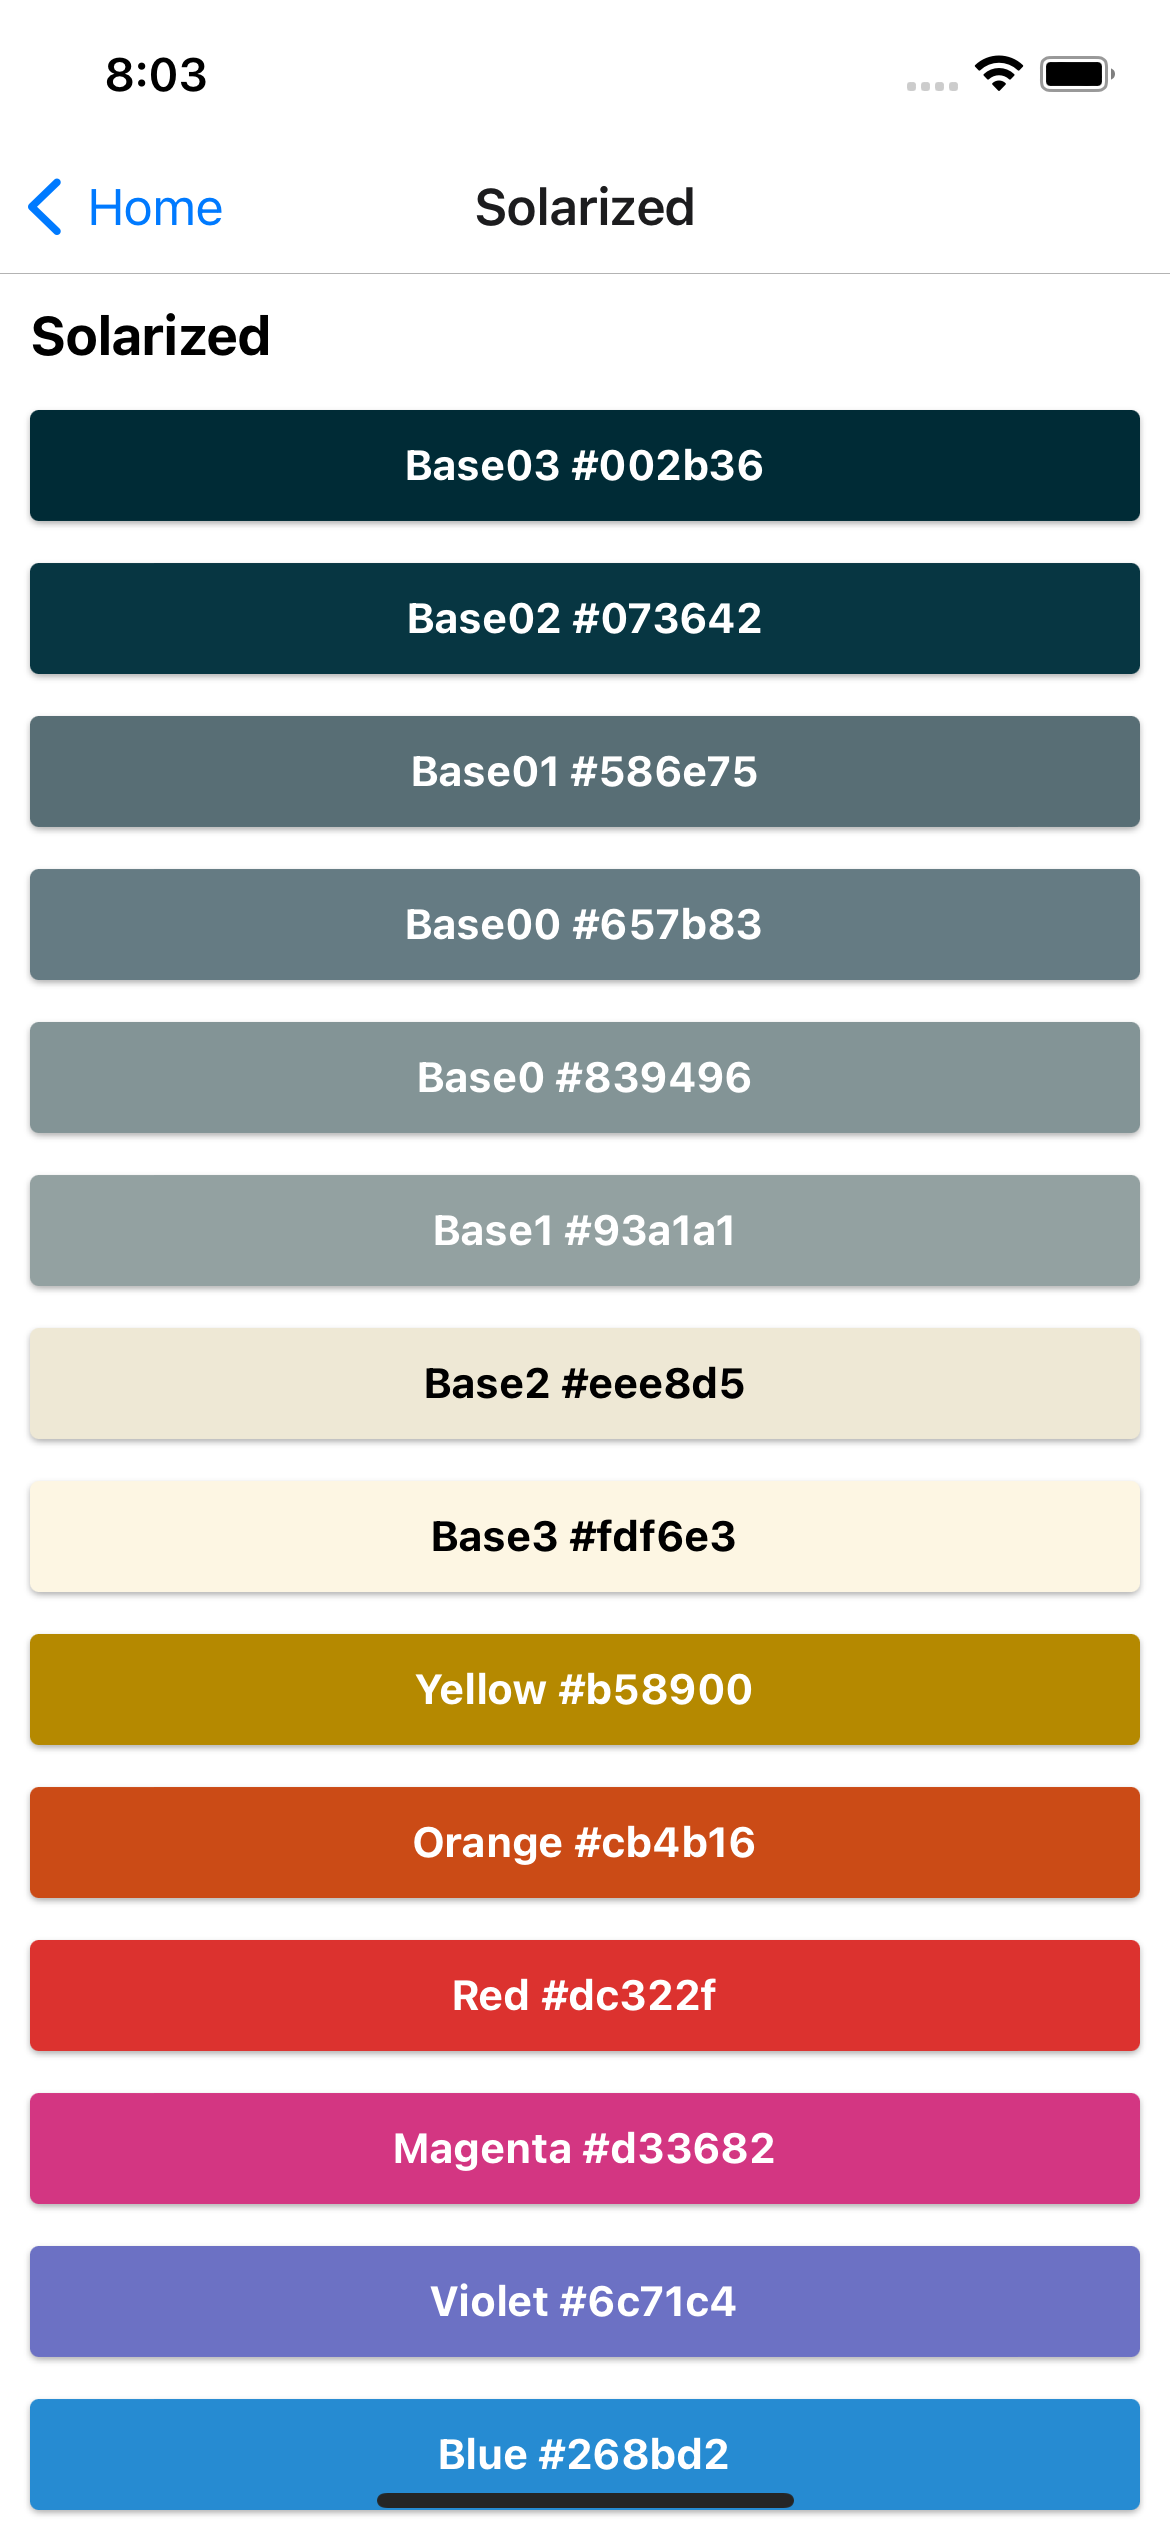 8:03
Home
Solarized
Solarized
Base03 #002b36
Base02 #073642
Base01 #586e75
Base00 #657b83
Base0 #839496
Base1 #93a1a1
Base2 #eee8d5
Base3 #fdf6e3
Yellow #b58900
Orange #cb4b16
Red #dc322f
Magenta #d33682
Violet #6c71c4
Blue #268bd2